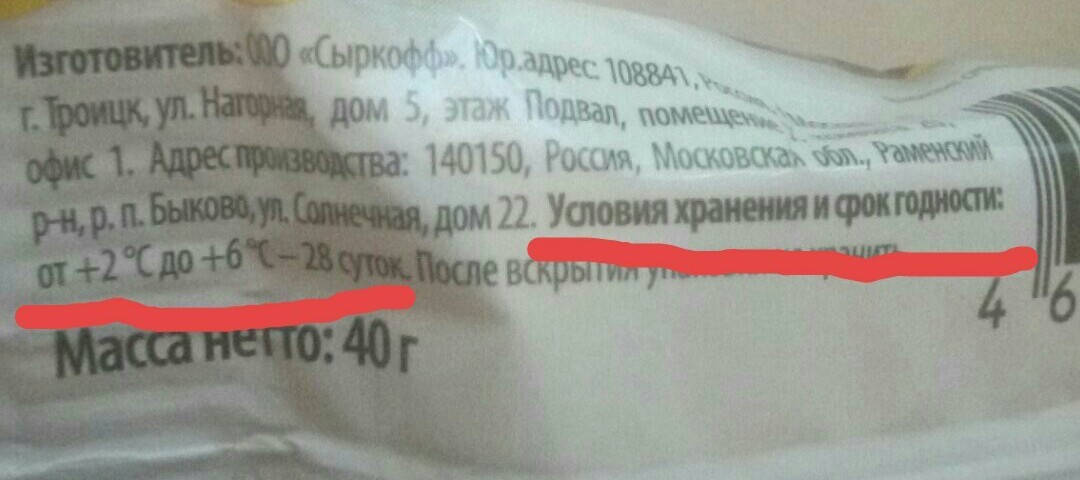 Изготовитель: ООО «Сыркофф». Юр.адрес: 108841,
г. Троицк, ул. Нагорная, дом 5, этаж Подвал, помещение
офис 1. Адрес производства: 140150, Россия, Московская обл., Раменский
р-н, р. п. Быково, ул. Солнечная, дом 22. Условия хранения и срок годности:
от +2 °С до +6 °С – 28 суток. После вскрытия
Масса нетто: 40 г
4 6